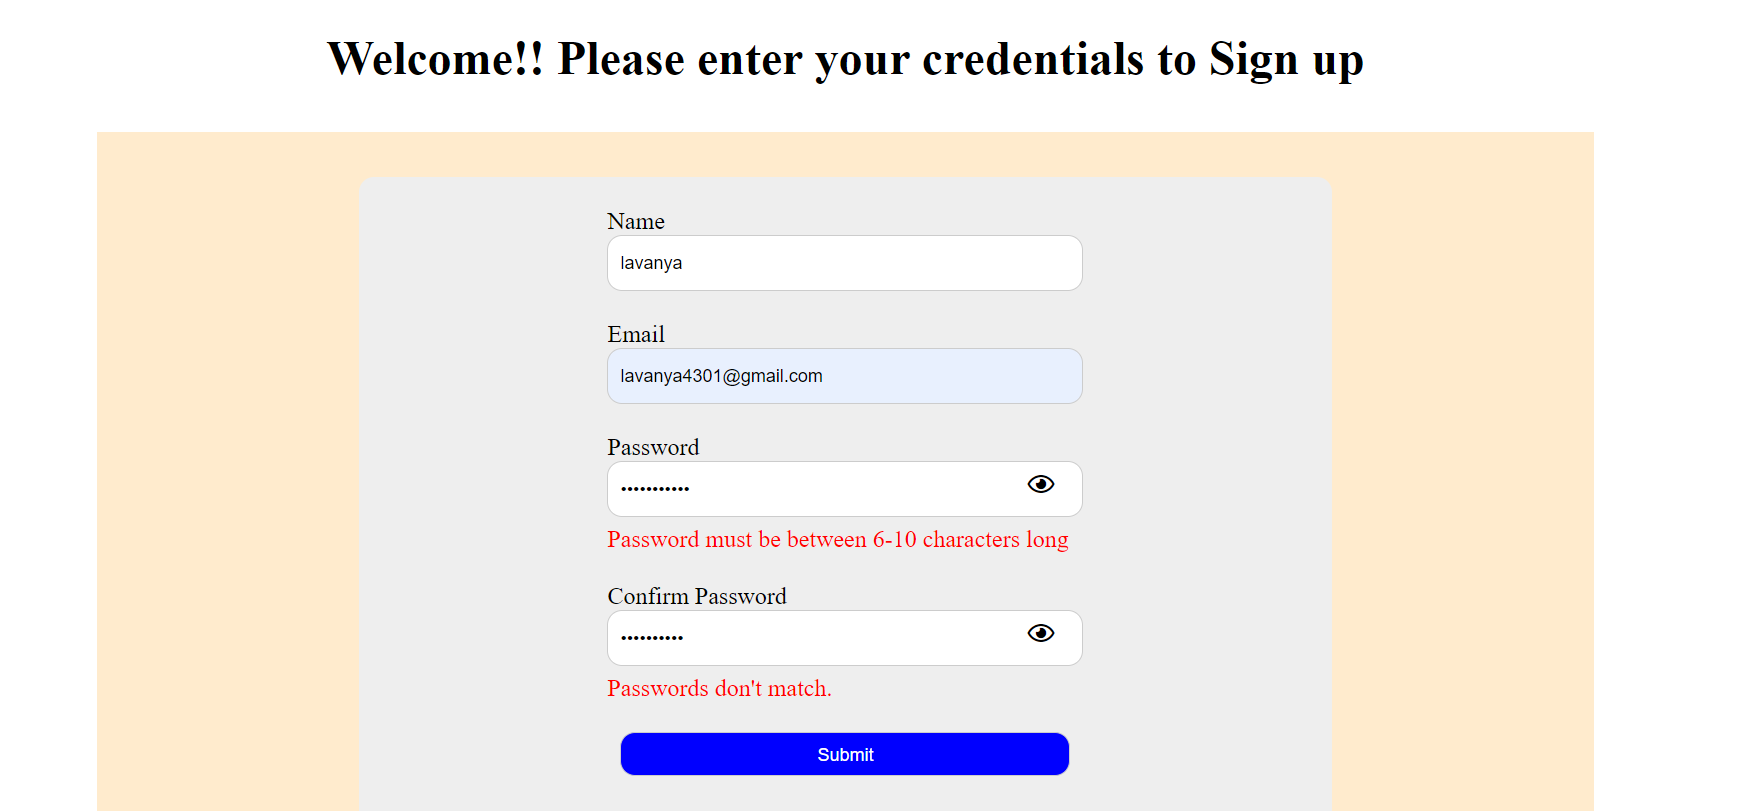 Welcome!! Please enter your credentials to Sign up
Name
lavanya
Email
lavanya4301@gmail.com
Password
•••••••••••
Password must be between 6-10 characters long
Confirm Password
••••••••••
Passwords don't match.
Submit